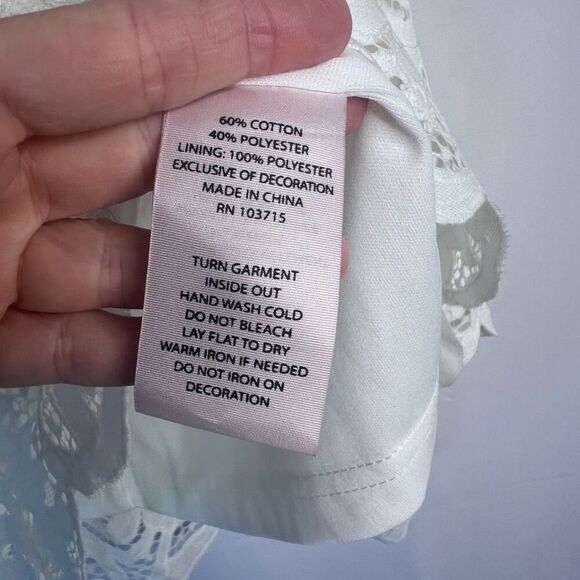 60% COTTON
40% POLYESTER
LINING: 100% POLYESTER
EXCLUSIVE OF DECORATION
MADE IN CHINA
RN 103715
TURN GARMENT
INSIDE OUT
HAND WASH COLD
DO NOT BLEACH
LAY FLAT TO DRY
WARM IRON IF NEEDED
DO NOT IRON ON
DECORATION